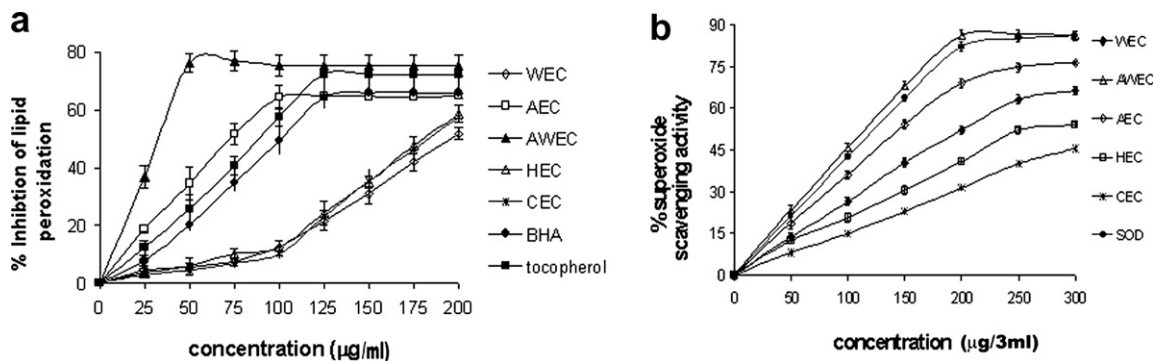 a
% Inhibtion of lipid
peroxidation
80
60
40
20
0
0 25 50 75 100 125 150 175 200
concentration (µg/ml)
WEC
AEC
AWEC
HEC
CEC
BHA
tocopherol
b
%superoxide
scavenging activity
90
75
60
45
30
15
0
0 50 100 150 200 250 300
concentration (µg/3ml)
WEC
AWEC
AEC
HEC
CEC
SOD